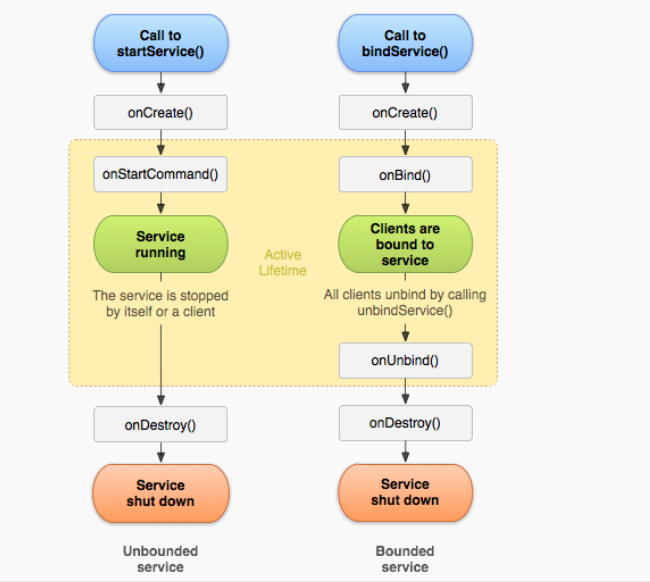 Call to
startService()
onCreate()
onStartCommand()
Service
running
The service is stopped
by itself or a client
onDestroy()
Service
shut down
Unbounded
service
Active
Lifetime
Call to
bindService()
onCreate()
onBind()
Clients are
bound to
service
All clients unbind by calling
unbindService()
onUnbind()
onDestroy()
Service
shut down
Bounded
service